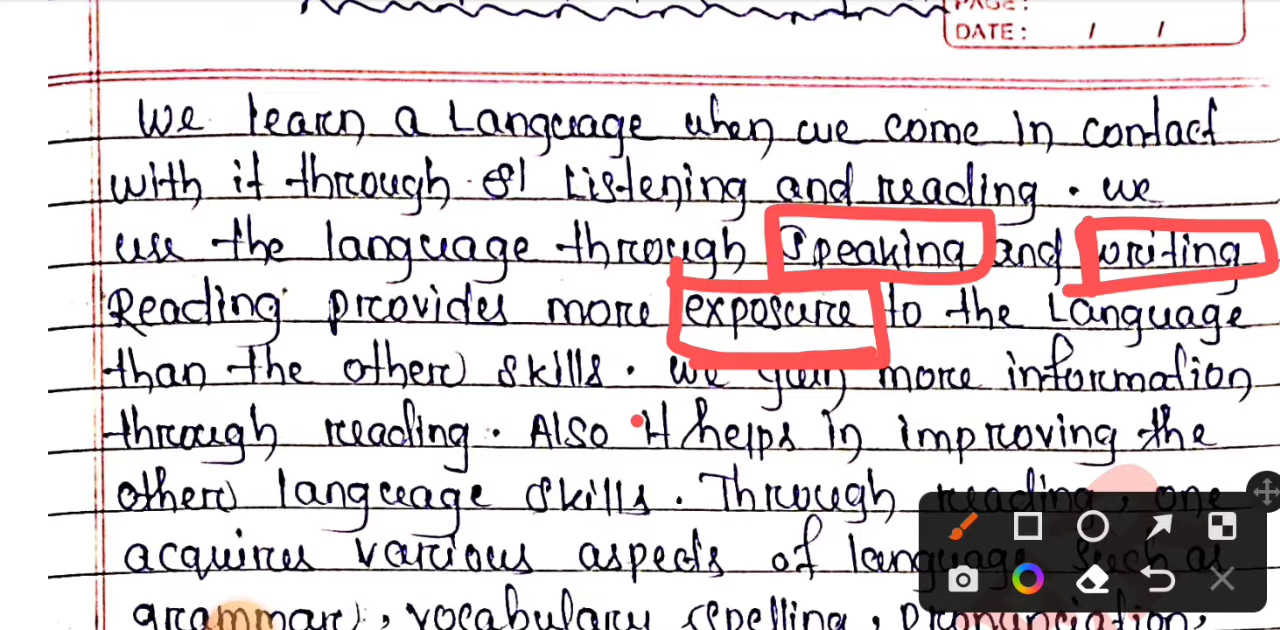 PAGE:
DATE: / /
We learn a Language when we come in contact
with it through Listening and reading. we
use the language through Speaking and writing
Reading provides more exposure to the Language
than the other skills. We gain more information
through reading. Also it helps in improving the
other language skills. Through reading, one
acquires various aspects of language such as
grammar, vocabulary, spelling, pronunciation,